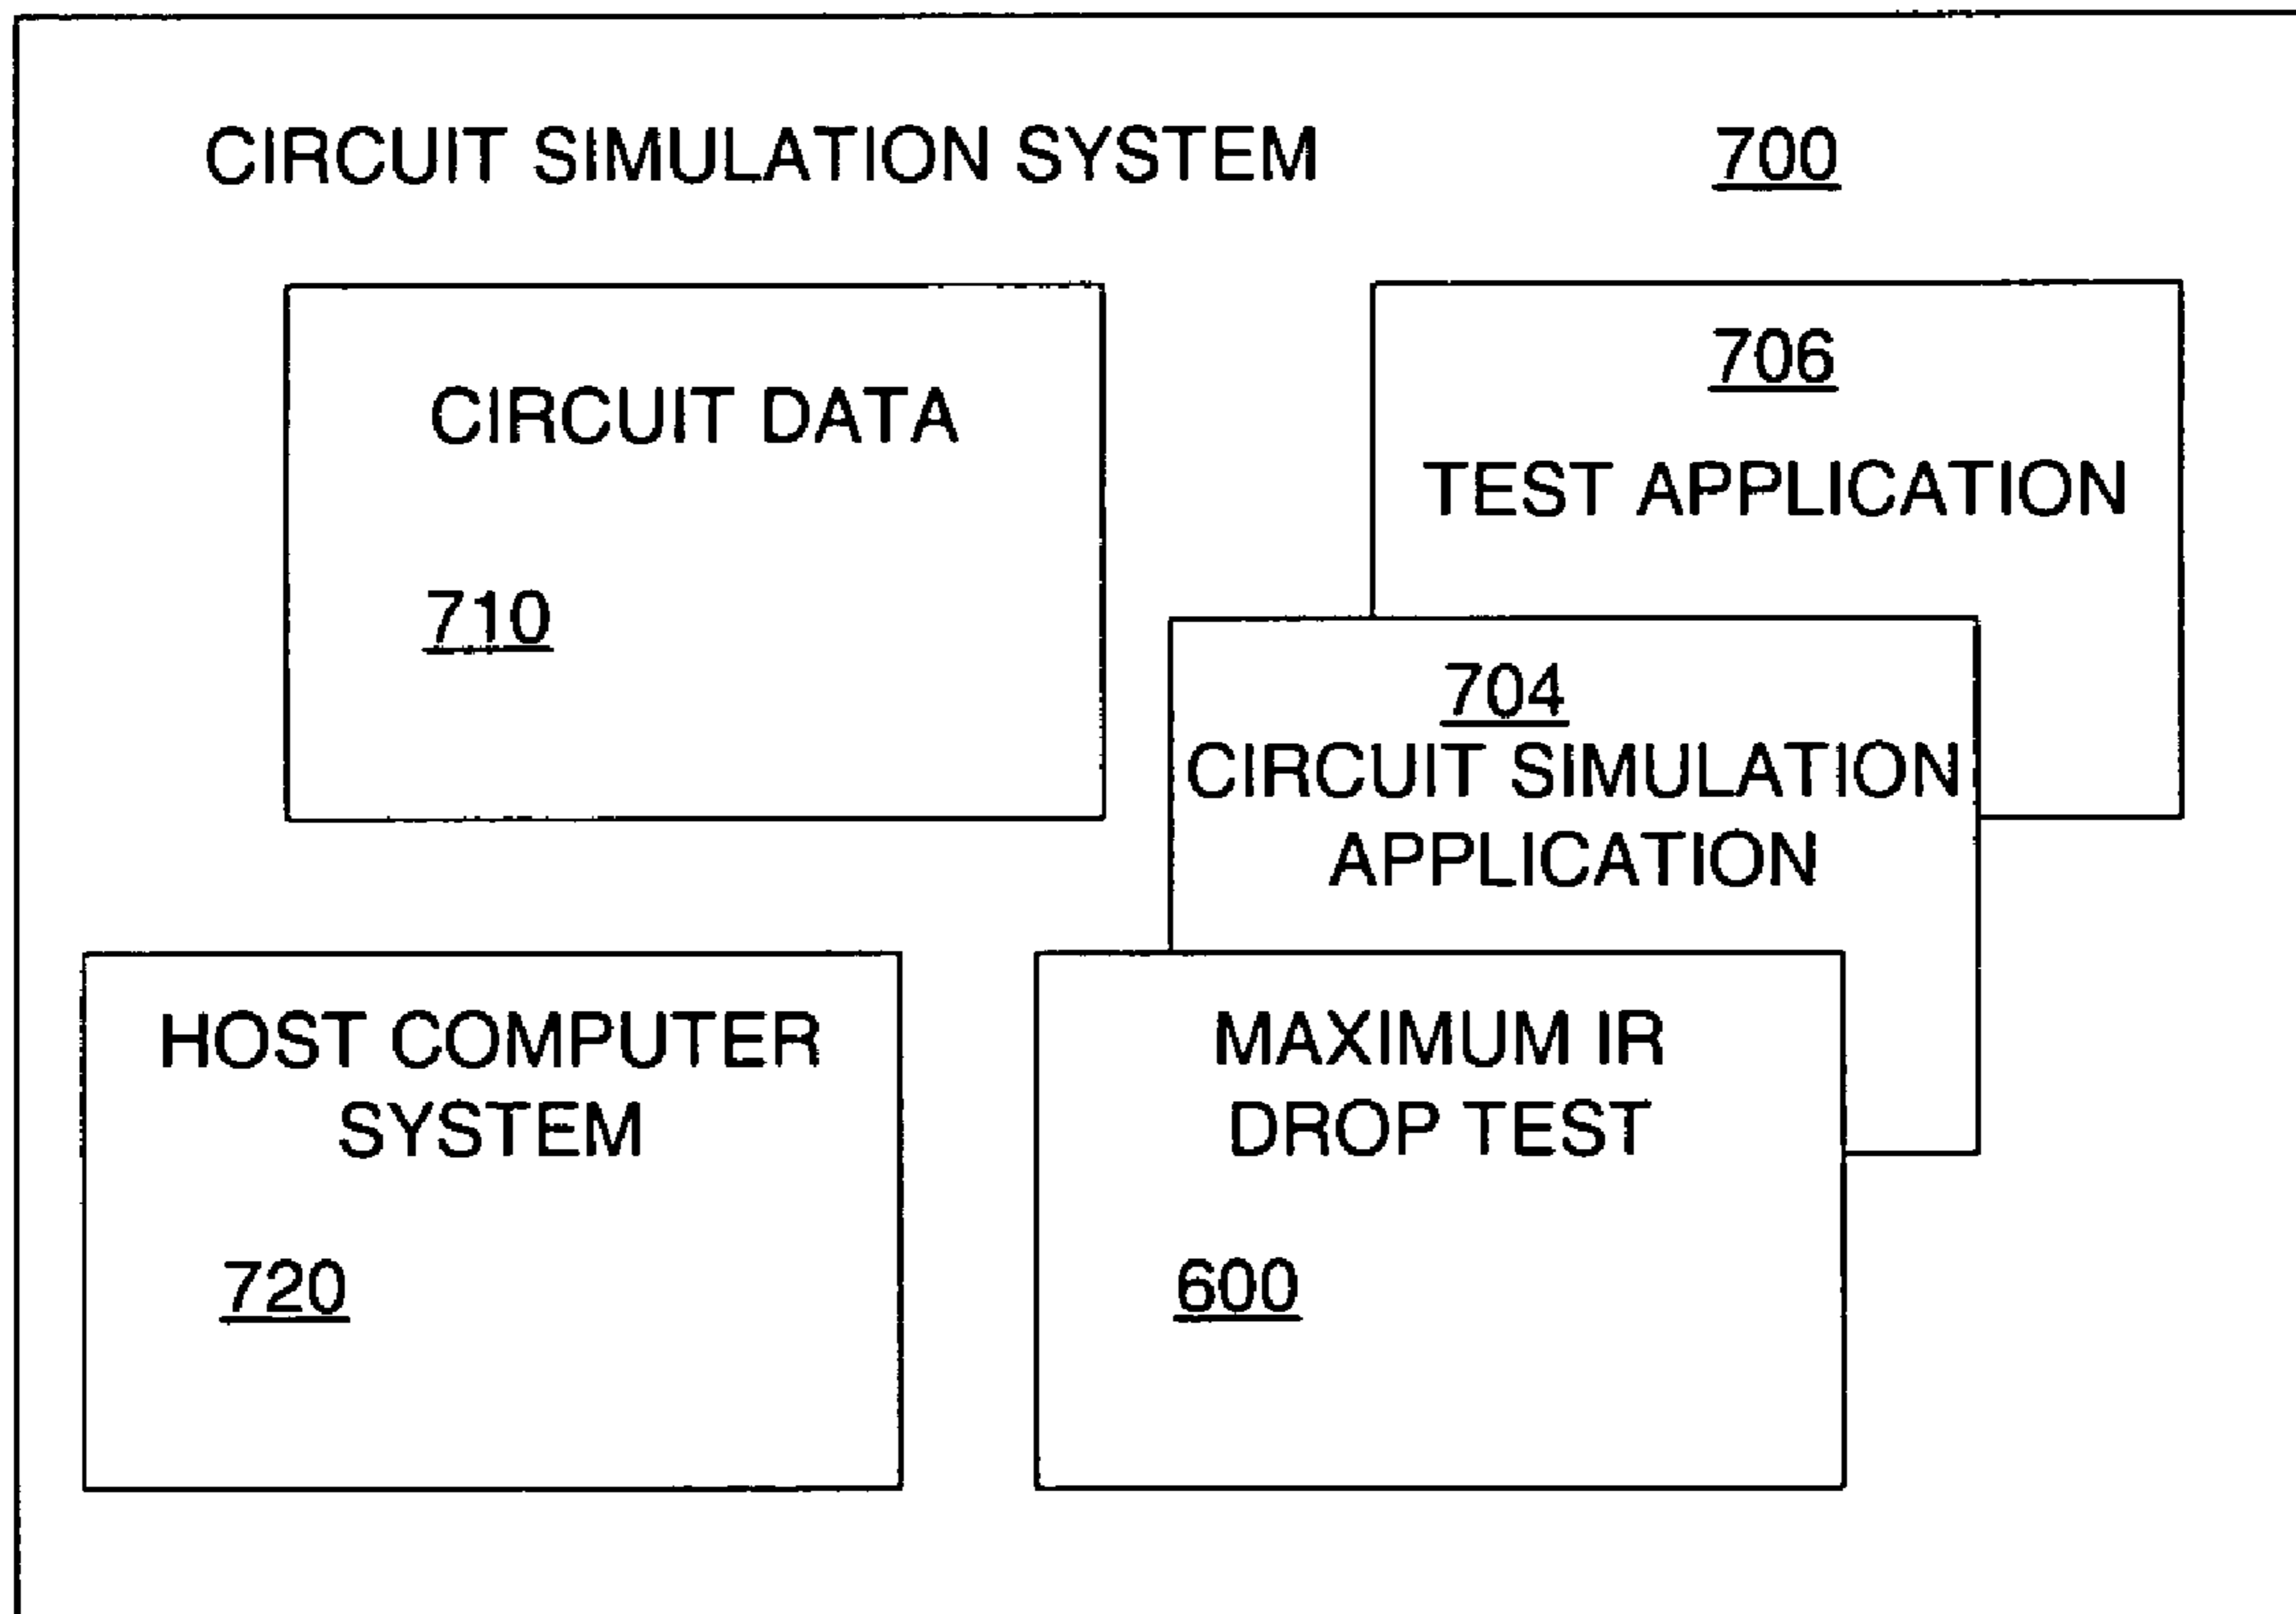 CIRCUIT SIMULATION SYSTEM 700
CIRCUIT DATA
710
706
TEST APPLICATION
704
CIRCUIT SIMULATION
APPLICATION
HOST COMPUTER
SYSTEM
720
MAXIMUM IR
DROP TEST
600